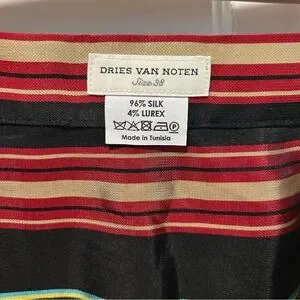 DRIES VAN NOTEN
Size 38
96% SILK
4% LUREX
P
Made in Tunisia